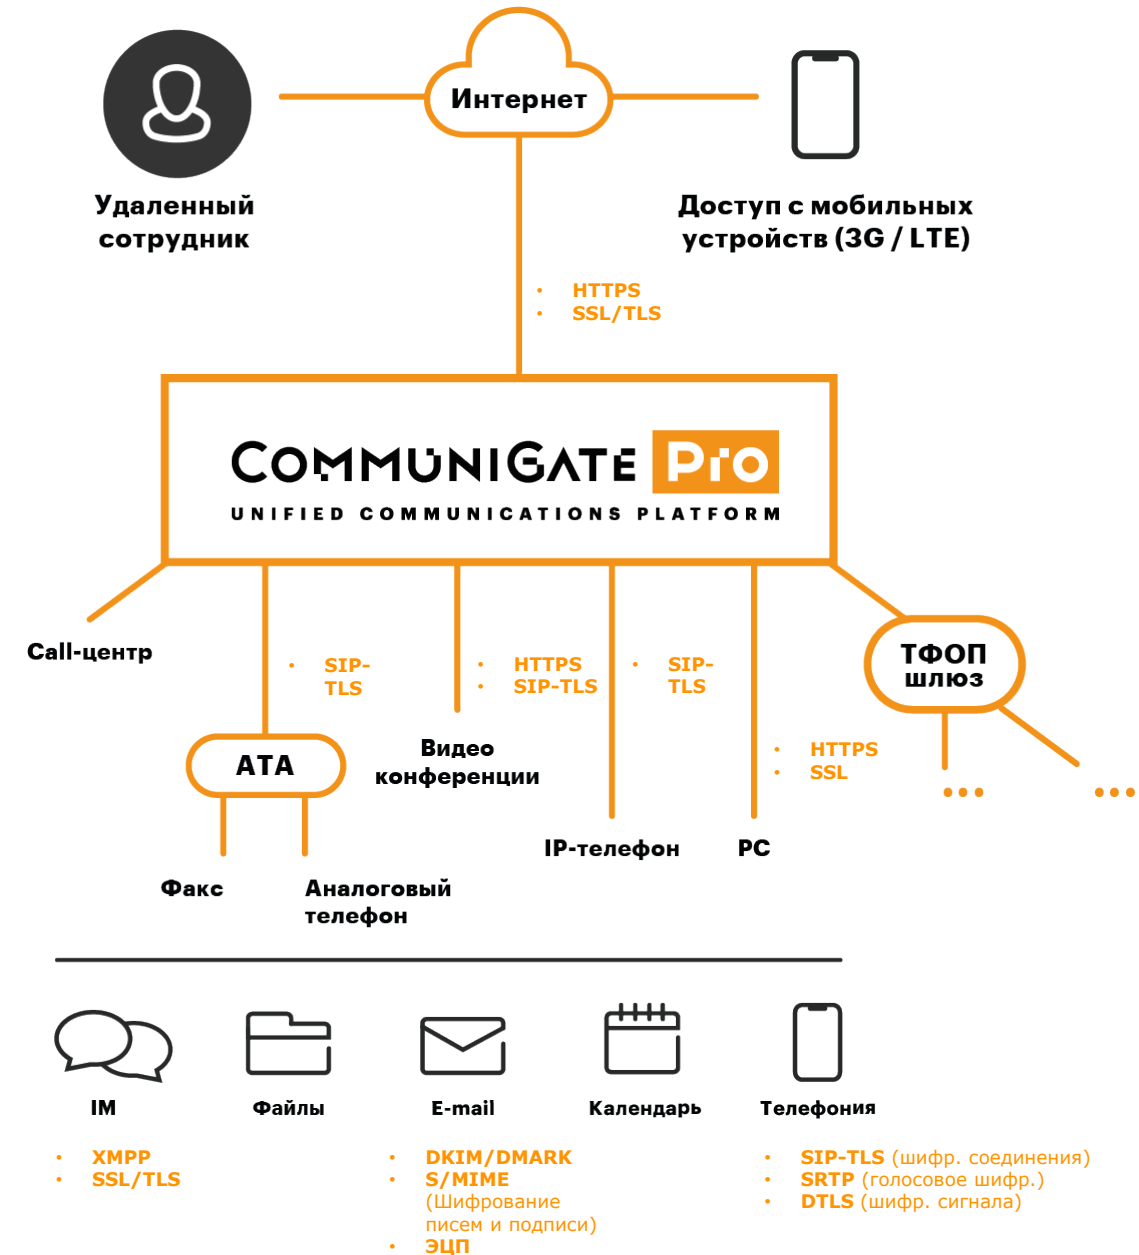 Интернет
Удаленный
сотрудник
Доступ с мобильных
устройств (3G / LTE)
• HTTPS
• SSL/TLS
COMMUNIGATE Pro
UNIFIED COMMUNICATIONS PLATFORM
Call-центр
• SIP-
TLS
• HTTPS
• SIP-TLS
• SIP-
TLS
ТФОП
шлюз
АТА
Видео
конференции
• HTTPS
• SSL
...
...
IP-телефон
PC
Факс
Аналоговый
телефон
IM
Файлы
E-mail
Календарь
Телефония
• XMPP
• SSL/TLS
• DKIM/DMARK
• S/MIME
(Шифрование
писем и подписи)
• ЭЦП
• SIP-TLS (шифр. соединения)
• SRTP (голосовое шифр.)
• DTLS (шифр. сигнала)